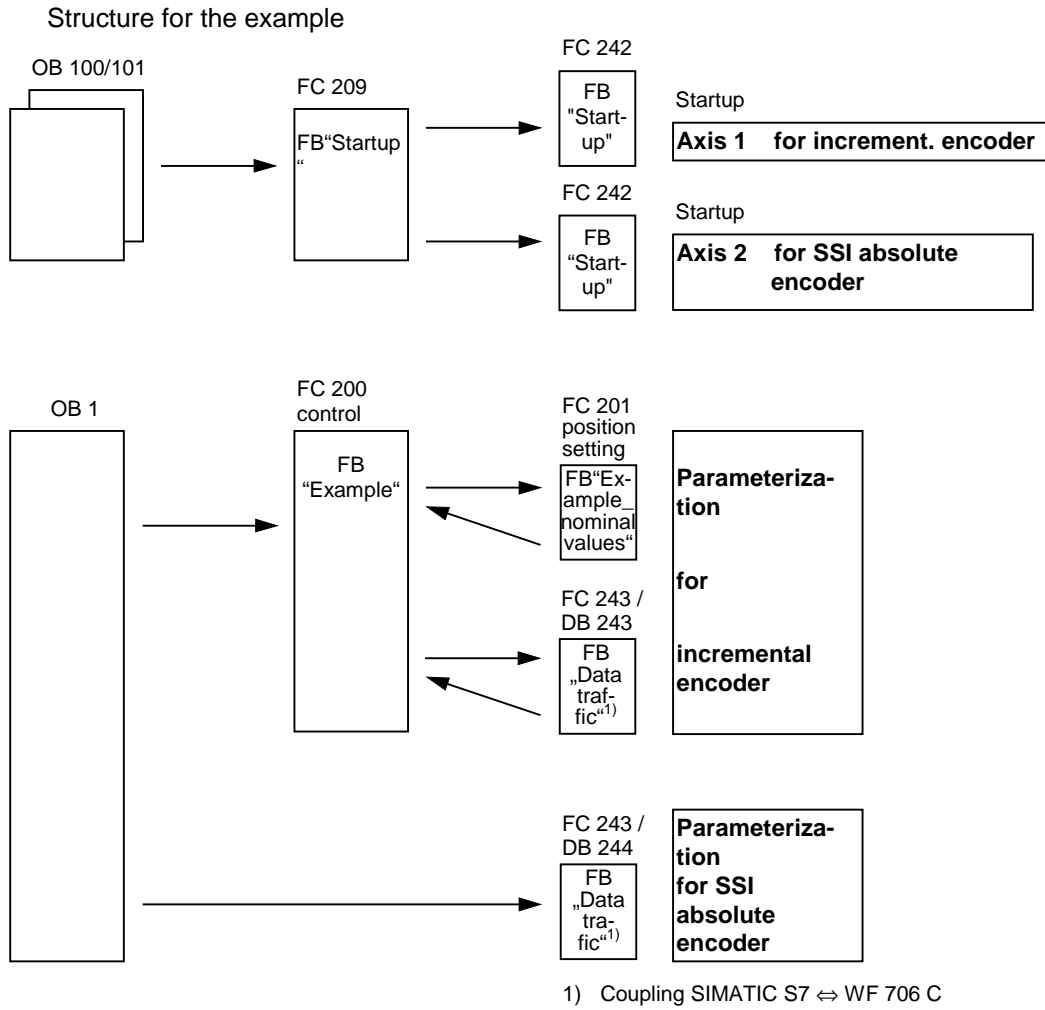 Structure for the example
OB 100/101
FC 209
FB“Startup
“
FC 242
FB
"Start-
up"
Startup
Axis 1 for increment. encoder
FC 242
FB
“Start-
up"
Startup
Axis 2 for SSI absolute
encoder
OB 1
FC 200
control
FB
“Example“
FC 201
position
setting
FB“Ex-
ample_
nominal
values“
FC 243 /
DB 243
FB
„Data
traf-
fic“1)
Parameteriza-
tion
for
incremental
encoder
FC 243 /
DB 244
FB
„Data
tra-
fic“1)
Parameteriza-
tion
for SSI
absolute
encoder
1) Coupling SIMATIC S7 ⇔ WF 706 C